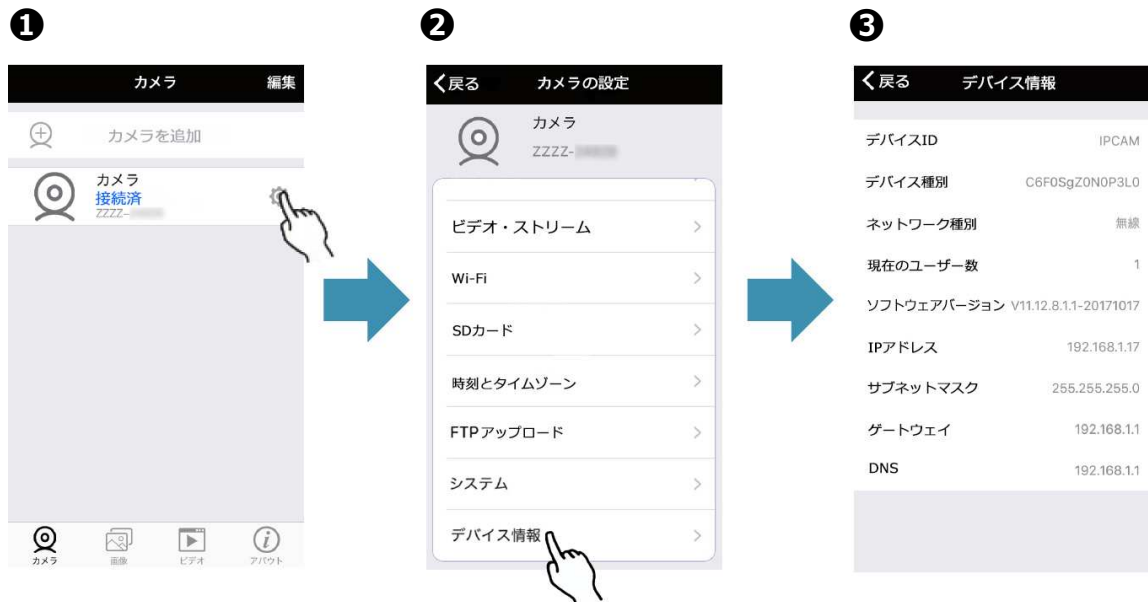 ❶
カメラ 編集
カメラを追加
カメラ
接続済
ZZZZ-
カメラ 画像 ビデオ アバウト
❷
戻る カメラの設定
カメラ
ZZZZ-
ビデオ・ストリーム
Wi-Fi
SDカード
時刻とタイムゾーン
FTPアップロード
システム
デバイス情報
❸
戻る デバイス情報
デバイスID IPCAM
デバイス種別 C6F0SgZ0N0P3L0
ネットワーク種別 無線
現在のユーザー数 1
ソフトウェアバージョン V11.12.8.1.1-20171017
IPアドレス 192.168.1.17
サブネットマスク 255.255.255.0
ゲートウェイ 192.168.1.1
DNS 192.168.1.1